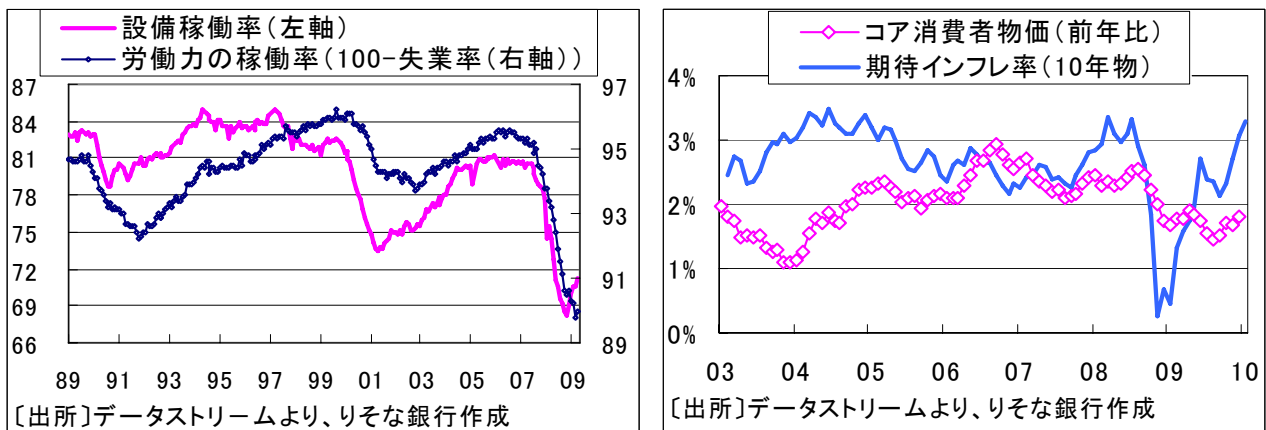 設備稼働率(左軸)
労働力の稼働率(100-失業率(右軸))
87
84
81
78
75
72
69
66
97
95
93
91
89
89 91 93 95 97 99 01 03 05 07 09
〔出所〕データストリームより、りそな銀行作成
コア消費者物価(前年比)
期待インフレ率(10年物)
4%
3%
2%
1%
0%
03 04 05 06 07 08 09 10
〔出所〕データストリームより、りそな銀行作成